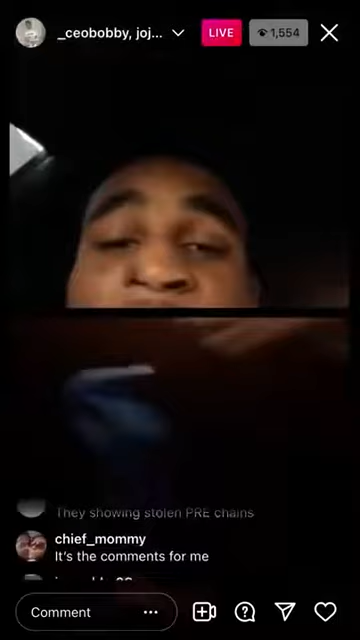 _ceobobby, joj...
LIVE
1,554
They showing stolen PRE chains
chief_mommy
It's the comments for me
Comment